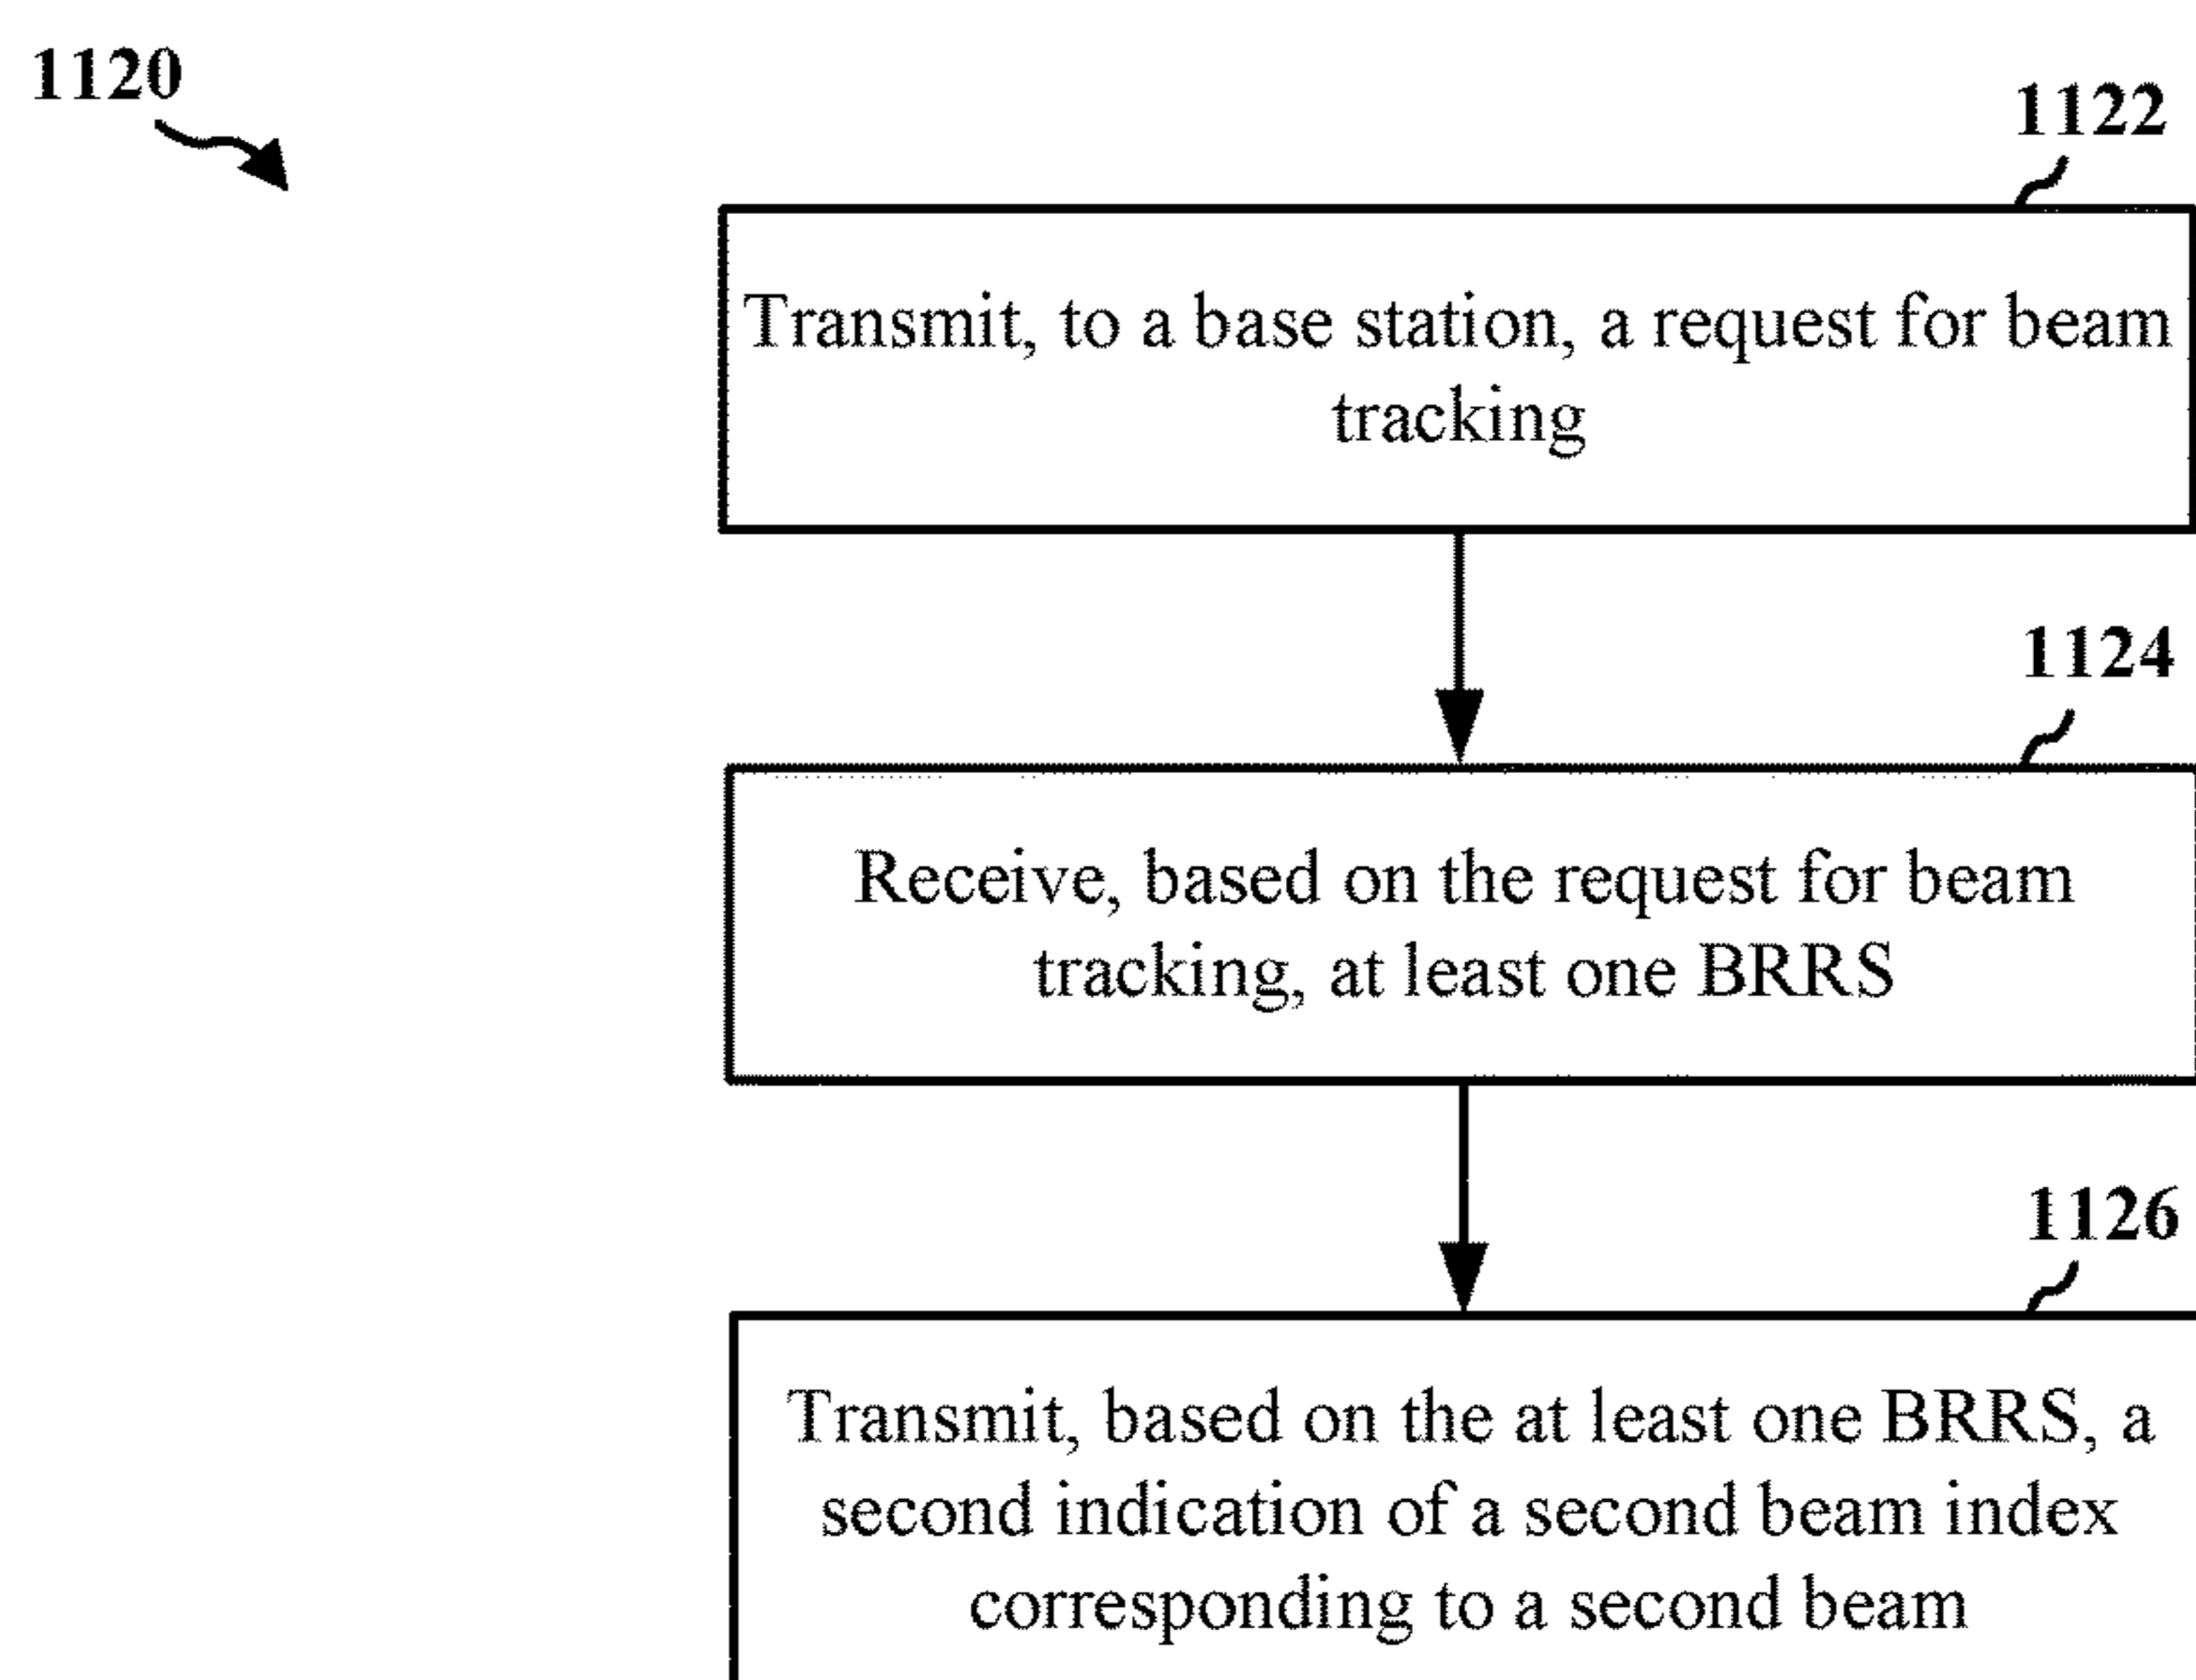 1120
1122
Transmit, to a base station, a request for beam
tracking
1124
Receive, based on the request for beam
tracking, at least one BRRS
1126
Transmit, based on the at least one BRRS, a
second indication of a second beam index
corresponding to a second beam